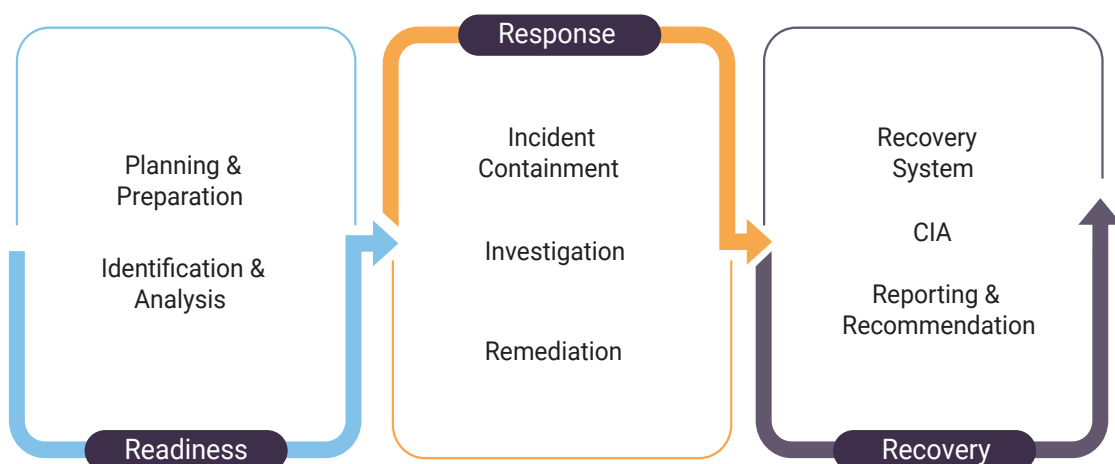 Planning &
Preparation
Identification &
Analysis
Readiness
Response
Incident
Containment
Investigation
Remediation
Recovery
System
CIA
Reporting &
Recommendation
Recovery